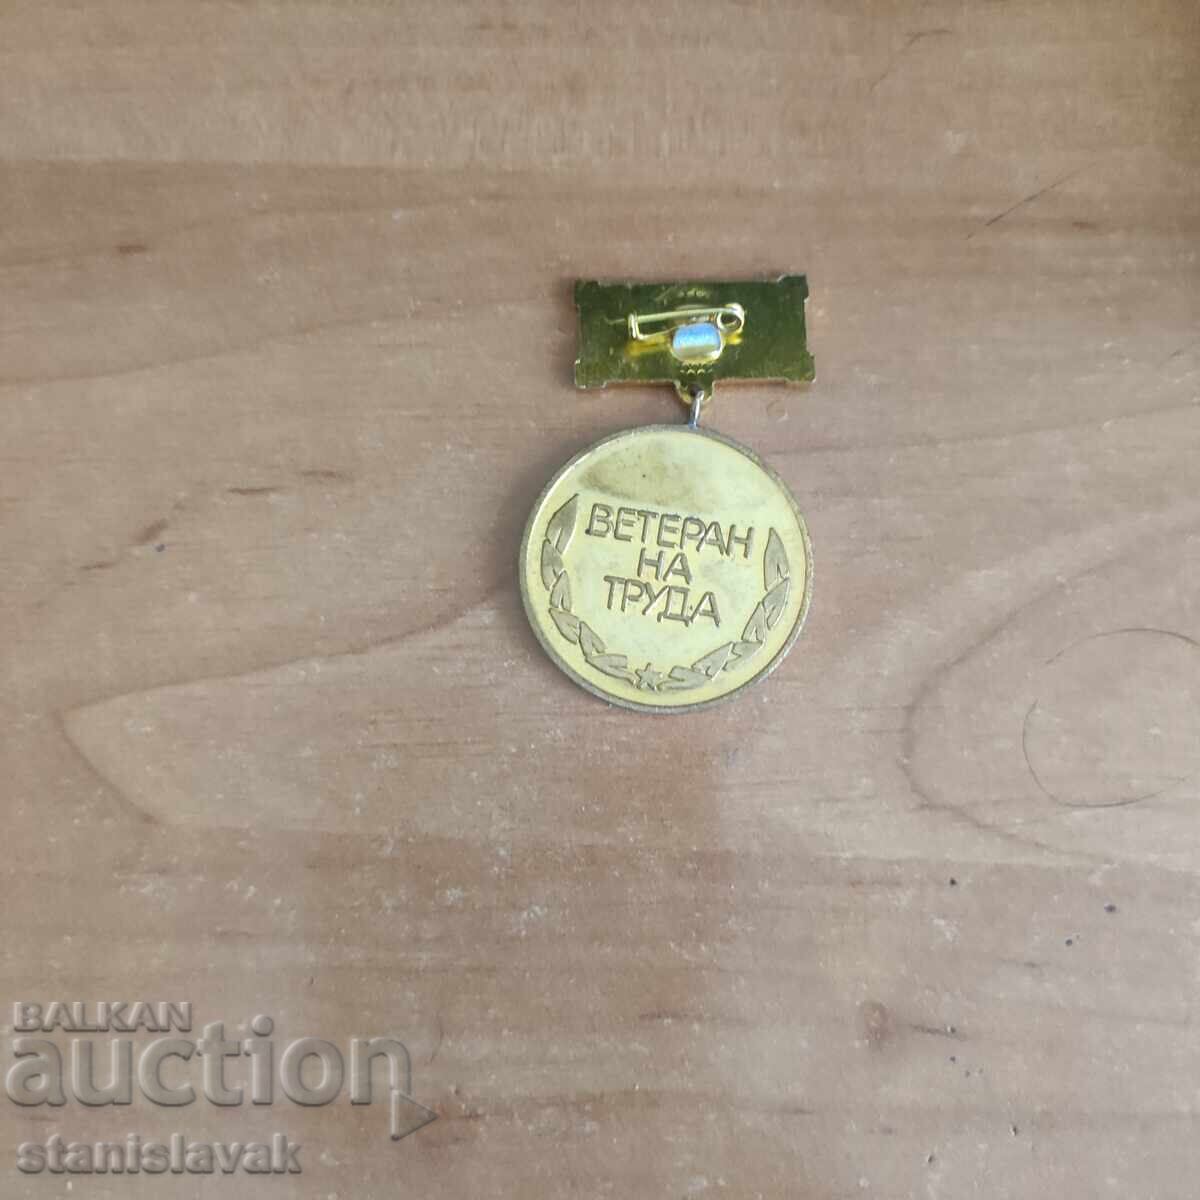 ВЕТЕРАН
НА
ТРУДА
BALKAN
auction
stanislavak